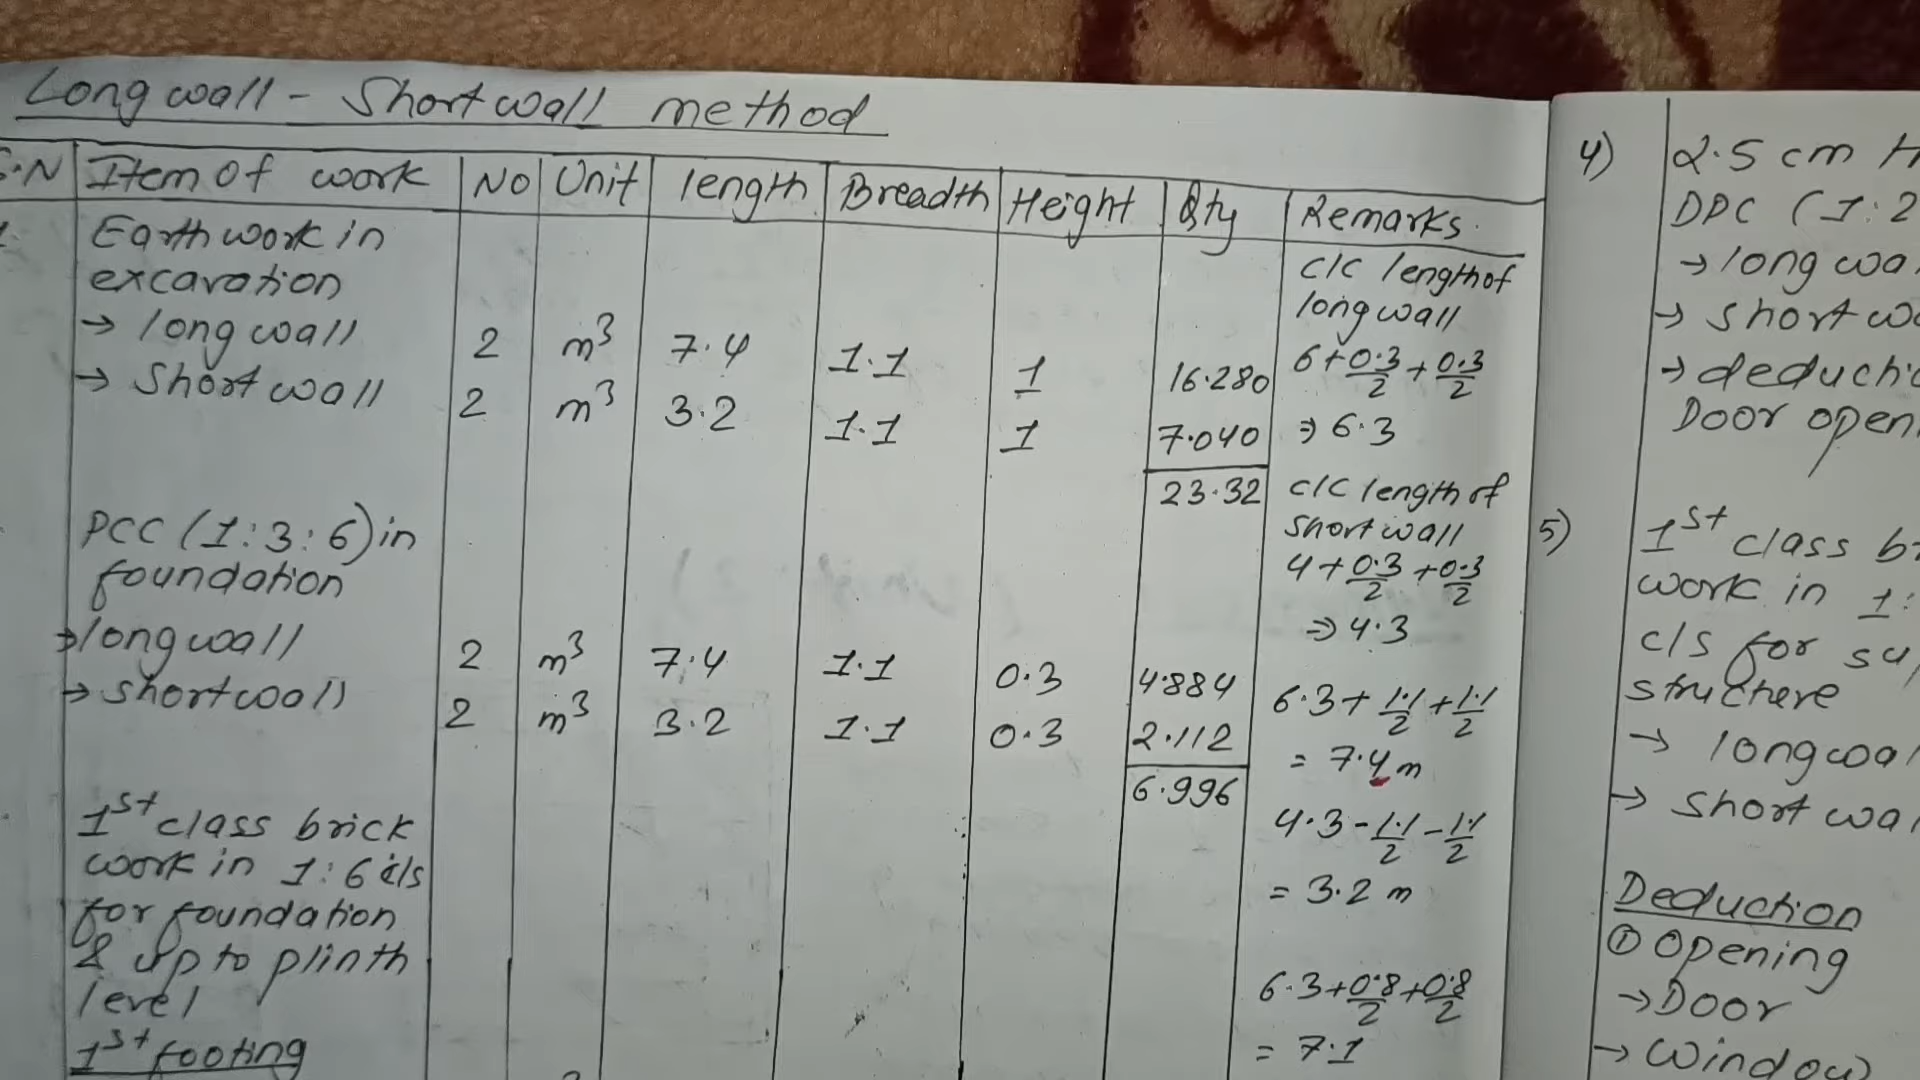 Long wall - Short wall method
S.N Item of work No Unit length Breadth Height Qty Remarks.
1. Earth work in
excavation
→ long wall 2 m³ 7.4 1.1 1 16.280
→ Short wall 2 m³ 3.2 1.1 1 7.040
23.32
PCC (1:3:6) in
foundation
→ long wall 2 m³ 7.4 1.1 0.3 4.884
→ short wall 2 m³ 3.2 1.1 0.3 2.112
6.996
1st class brick
work in 1:6 c/s
for foundation
& up to plinth
level
1st footing
c/c length of
long wall
6+0.3/2+0.3/2
⇒ 6.3
c/c length of
short wall
4+0.3/2+0.3/2
⇒ 4.3
6.3+1.1/2+1.1/2
= 7.4 m
4.3-1.1/2-1.1/2
= 3.2 m
6.3+0.8/2+0.8/2
= 7.1
4) 2.5 cm
DPC (1:2
→ long wa
→ short wa
→ deductio
Door open
5) 1st class b
work in 1:
c/s for su
structure
→ long wal
→ short wa
Deduction
① Opening
→ Door
→ Window